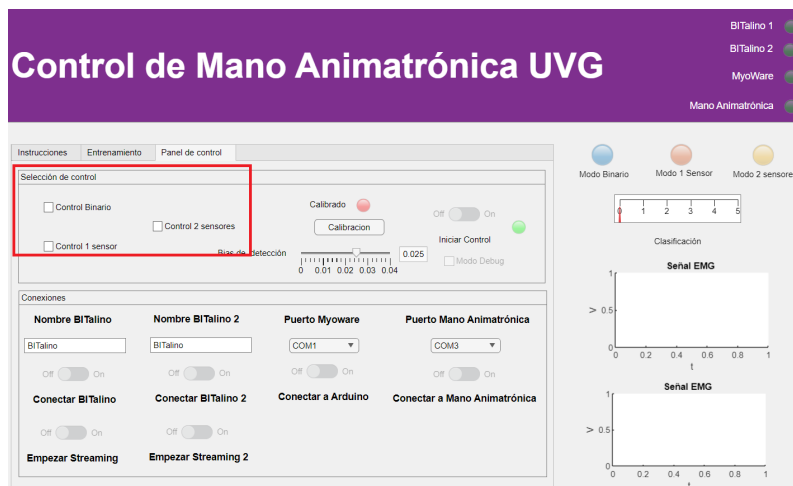 BITalino 1
BITalino 2
Control de Mano Animatrónica UVG
MyoWare
Mano Animatrónica
Instrucciones Entrenamiento Panel de control
Selección de control
Control Binario
Control 2 sensores
Control 1 sensor
Calibrado
Calibracion
Bias de detección
0 0.01 0.02 0.03 0.04
0.025
Off On
Iniciar Control
Modo Debug
Modo Binario Modo 1 Sensor Modo 2 sensore
0 1 2 3 4 5
Clasificación
Conexiones
Nombre BITalino Nombre BITalino 2 Puerto Myoware Puerto Mano Animatrónica
BITalino BITalino COM1 COM3
Off On Off On Off On Off On
Conectar BITalino Conectar BITalino 2 Conectar a Arduino Conectar a Mano Animatrónica
Off On Off On
Empezar Streaming Empezar Streaming 2
Señal EMG
1
V 0.5
0
0 0.2 0.4 0.6 0.8 1
t
Señal EMG
1
V 0.5
0
0 0.2 0.4 0.6 0.8 1